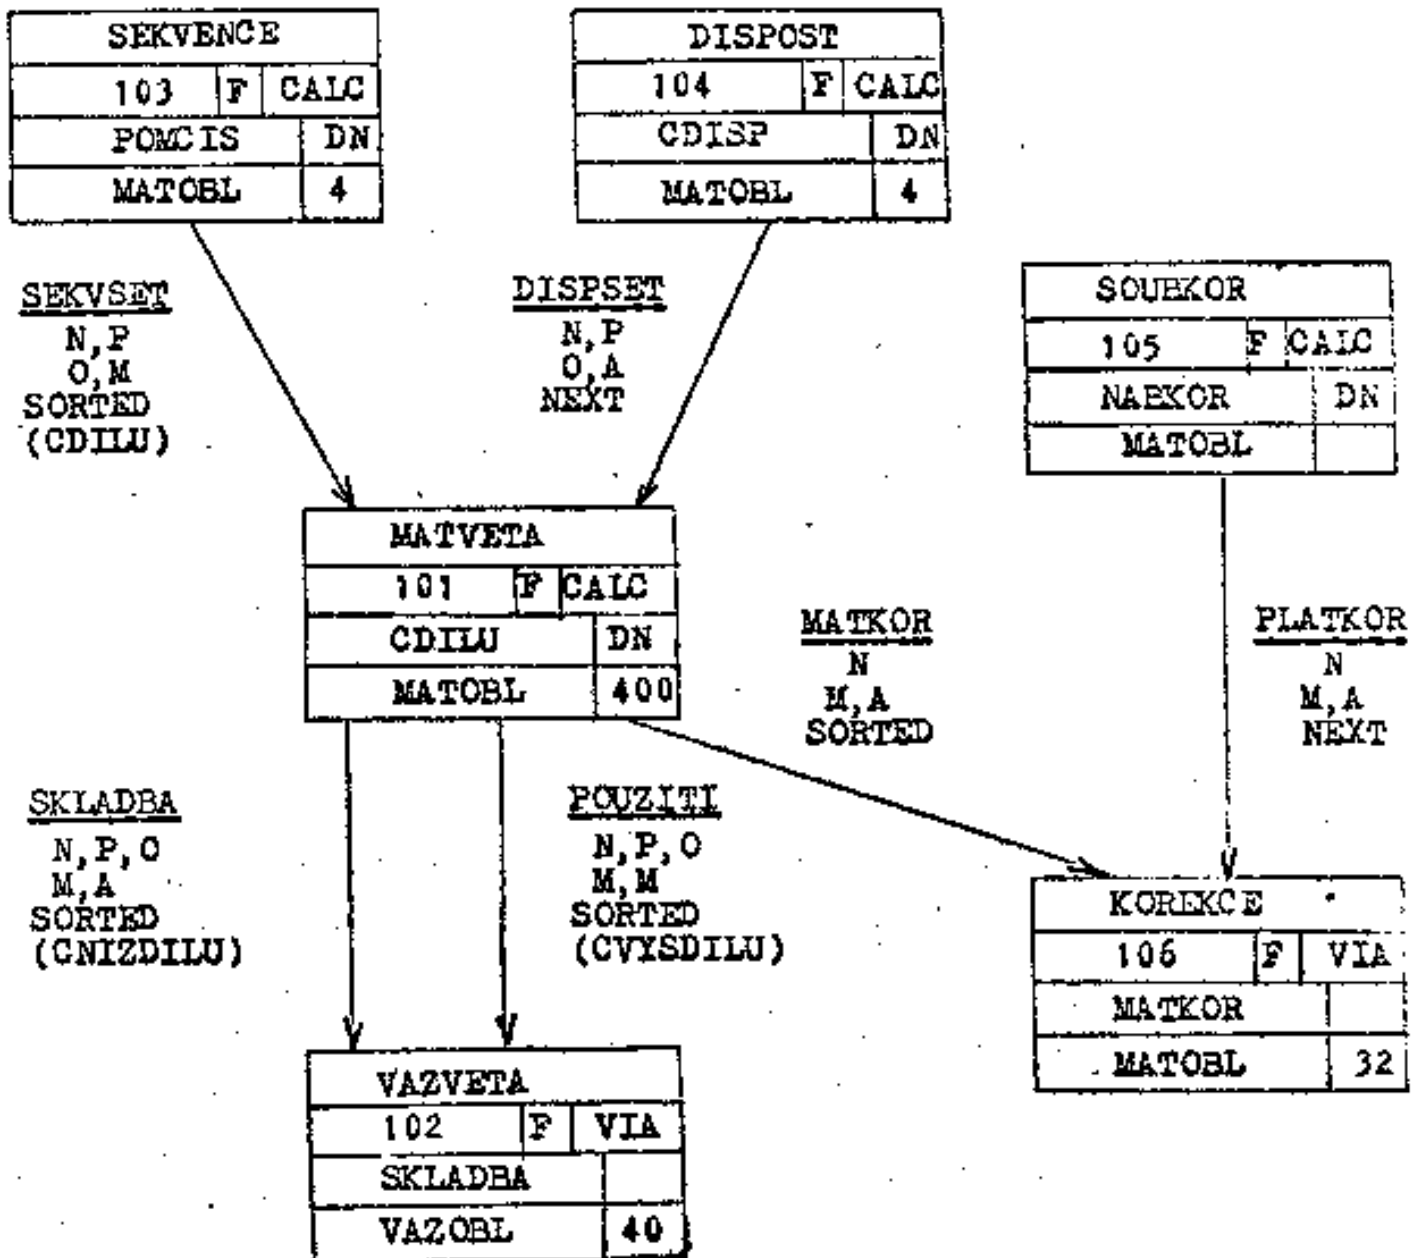 SEKVENCE
103 F CALC
POMCIS DN
MATOBL 4
DISPOST
104 F CALC
CDISP DN
MATOBL 4
SEKVSET
N,P
O,M
SORTED
(CDILU)
DISPSET
N,P
O,A
NEXT
SOUBKOR
105 F CALC
NABKOR DN
MATOBL
MATVETA
101 F CALC
CDILU DN
MATOBL 400
MATKOR
N
M,A
SORTED
PLATKOR
N
M,A
NEXT
SKLADBA
N,P,O
M,A
SORTED
(CNIZDILU)
POUZITI
N,P,O
M,M
SORTED
(CVYSDILU)
KOREKCE
106 F VIA
MATKOR
MATOBL 32
VAZVETA
102 F VIA
SKLADBA
VAZOBL 40